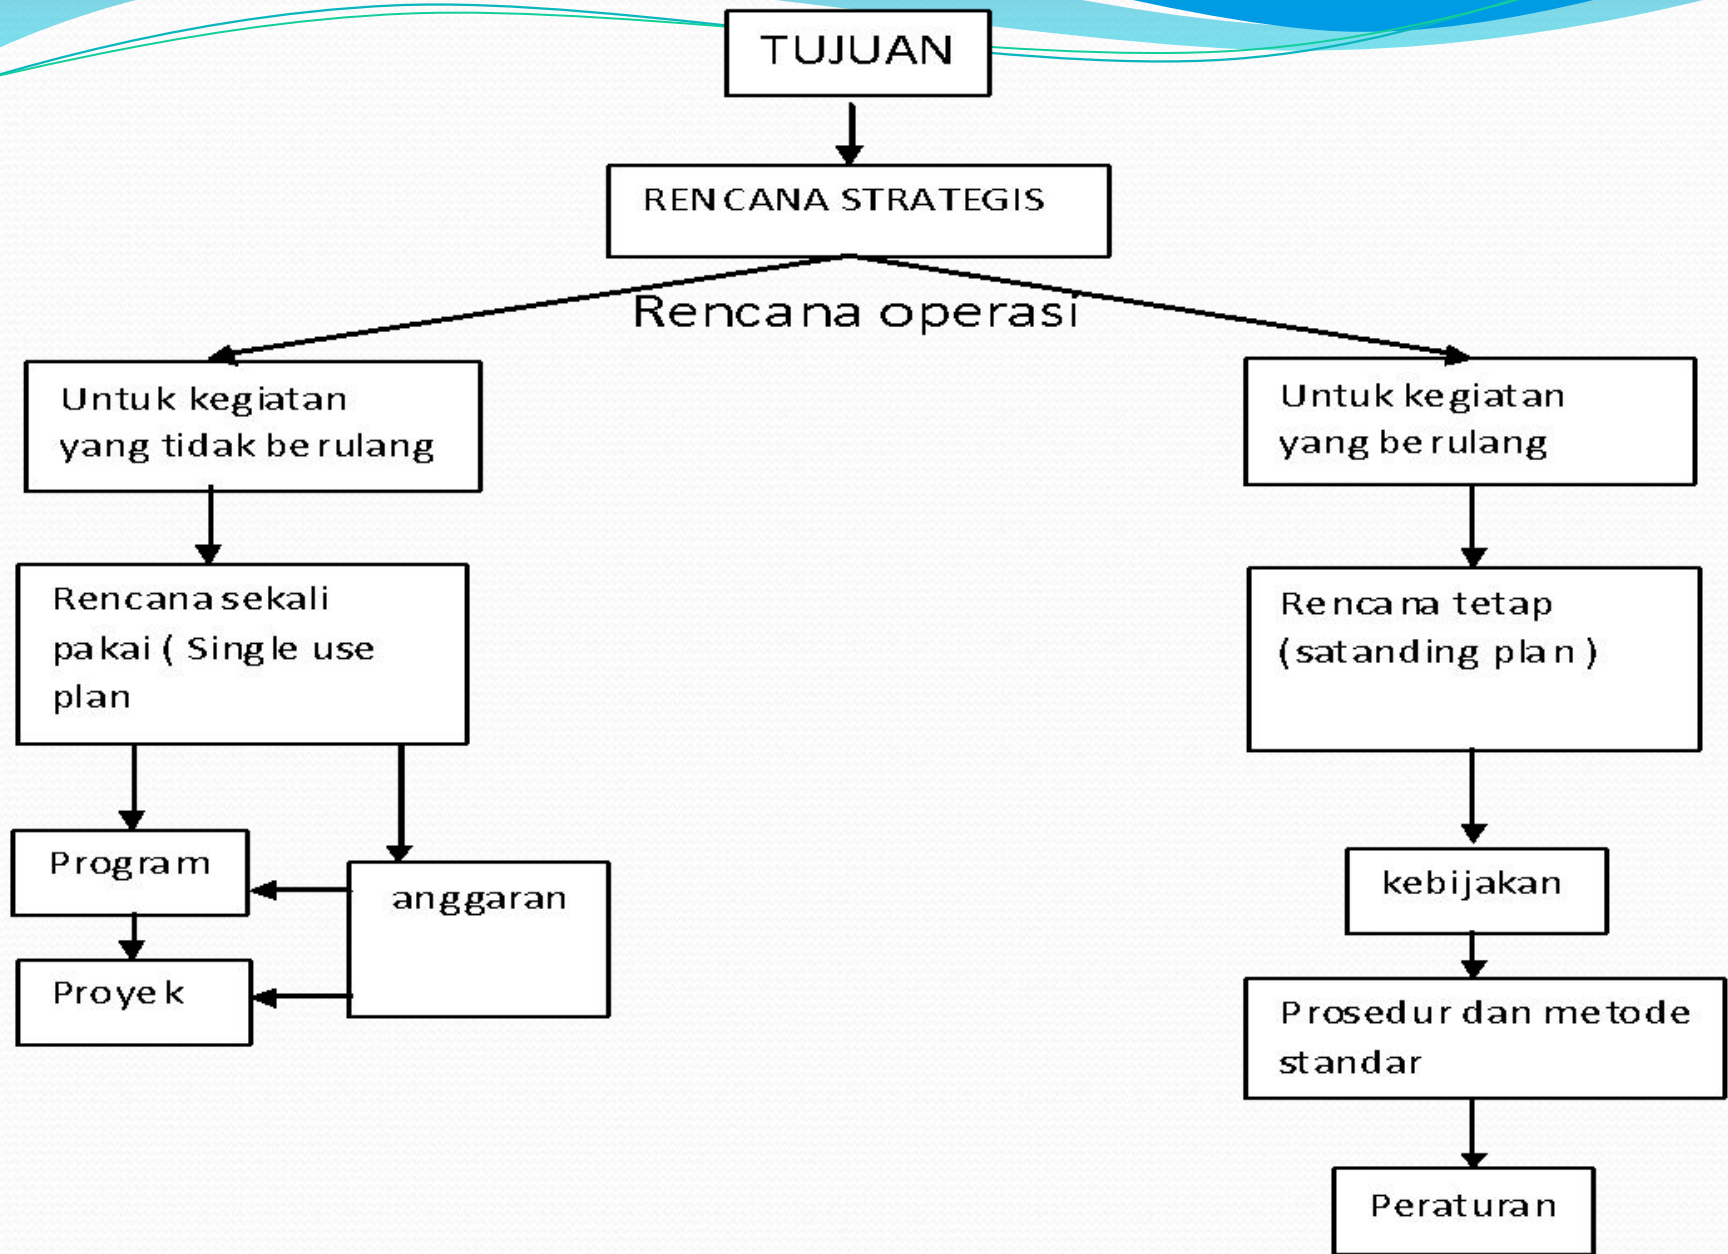 TUJUAN
RENCANA STRATEGIS
Rencana operasi
Untuk kegiatan
yang tidak berulang
Rencana sekali
pakai ( Single use
plan
Program
anggaran
Proyek
Untuk kegiatan
yang berulang
Rencana tetap
(satanding plan )
kebijakan
Prosedur dan metode
standar
Peraturan